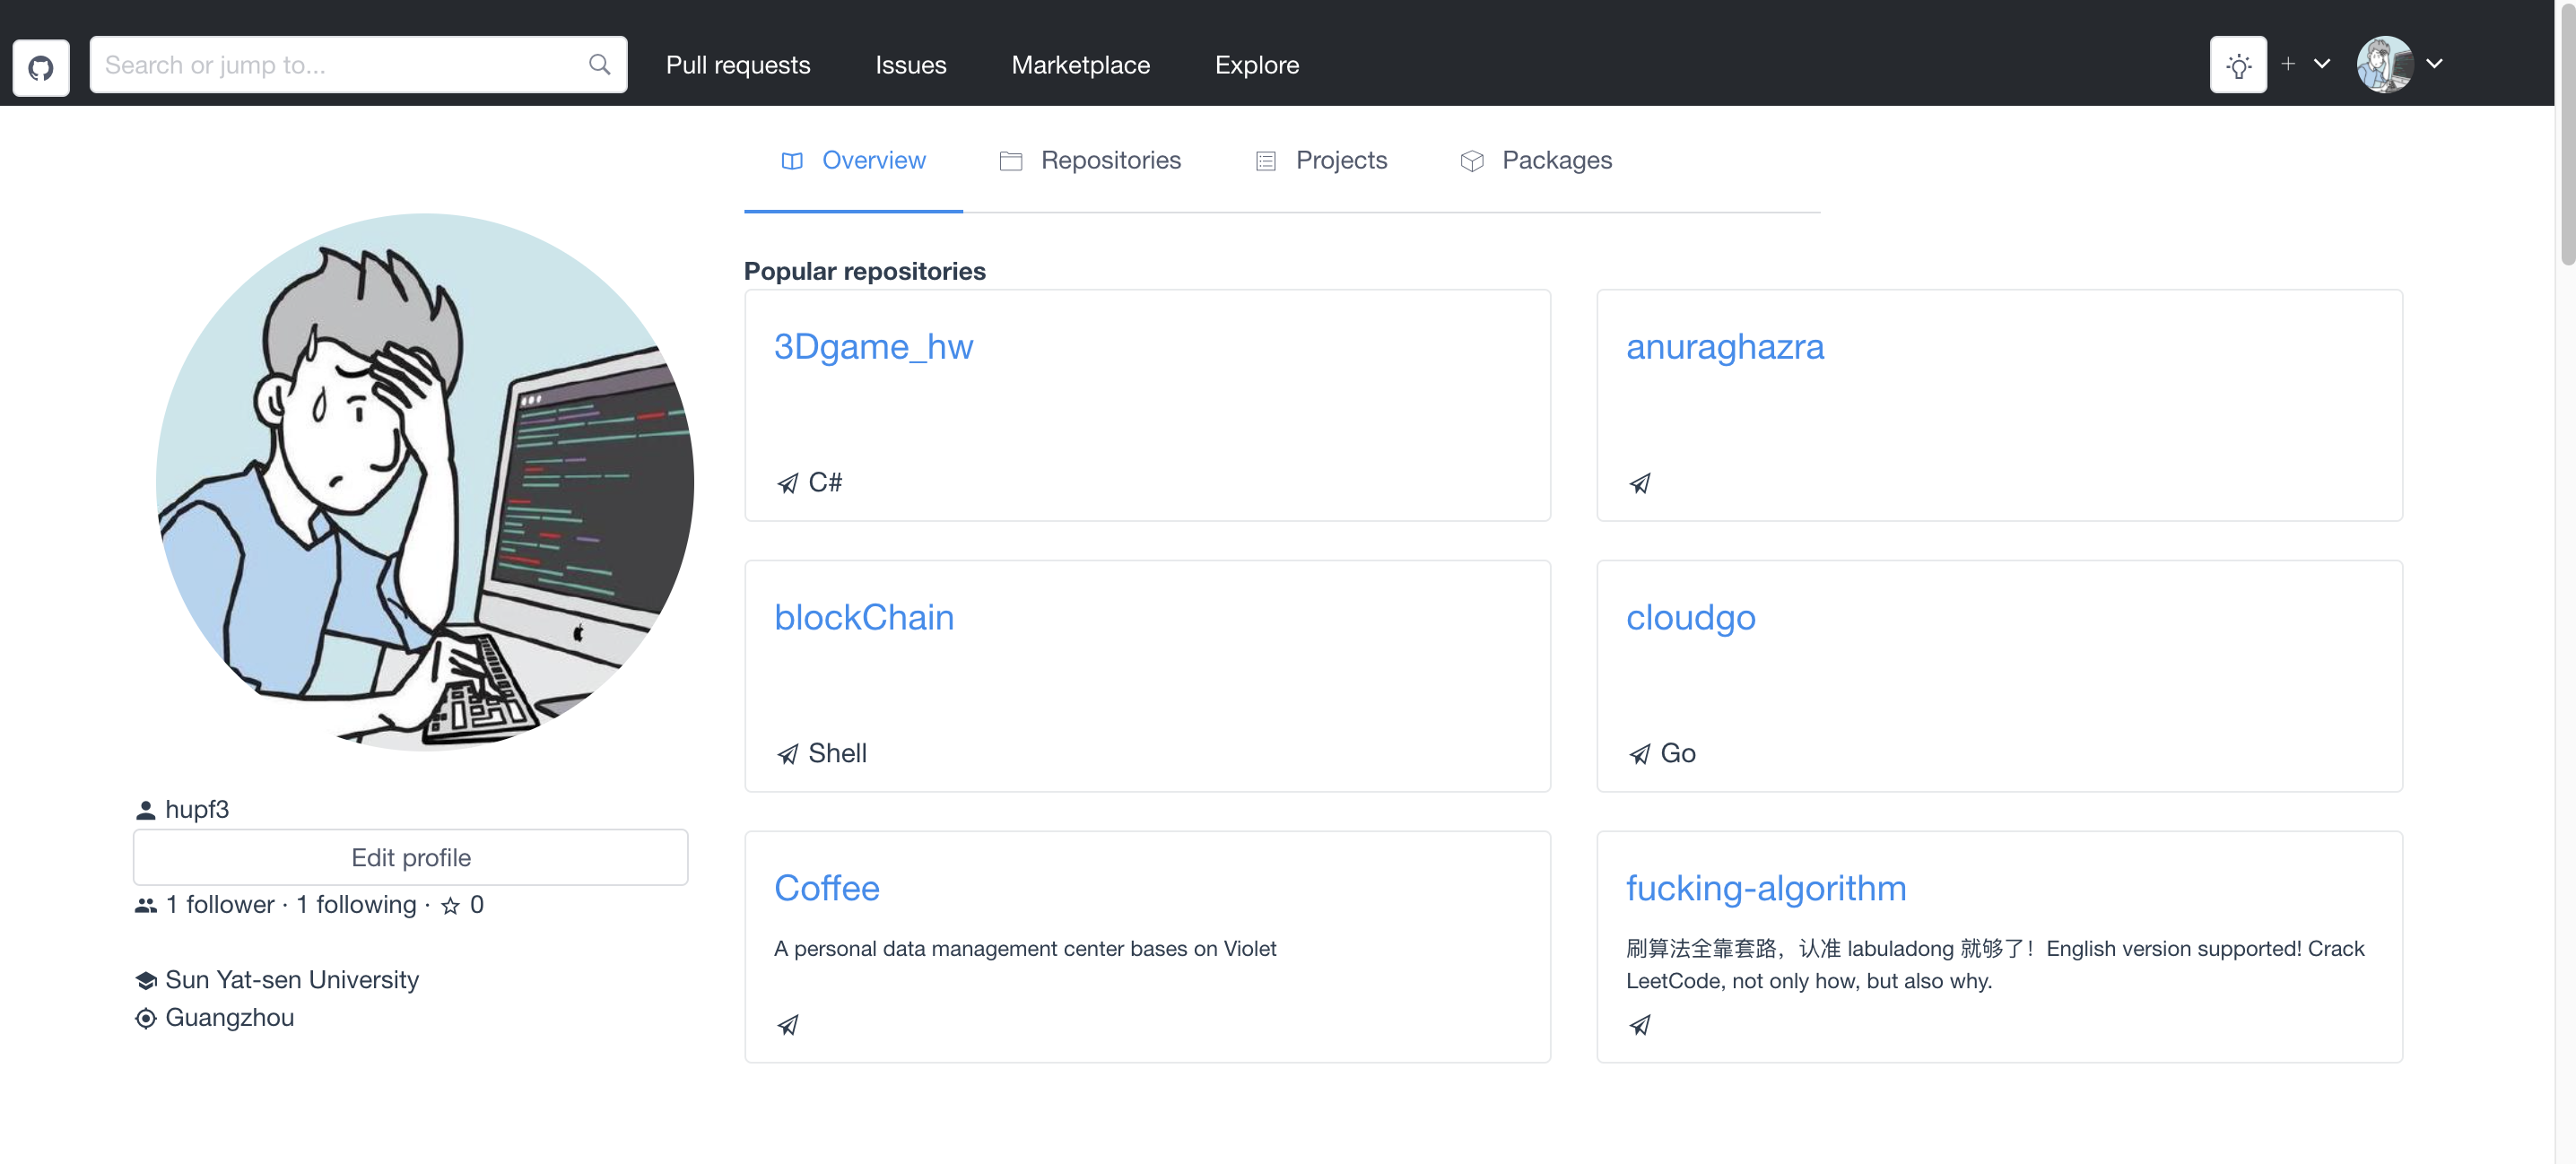 Search or jump to...
Pull requests
Issues
Marketplace
Explore
Overview
Repositories
Projects
Packages
Popular repositories
3Dgame_hw
C#
anuraghazra
blockChain
Shell
cloudgo
Go
Coffee
A personal data management center bases on Violet
fucking-algorithm
刷算法全靠套路，认准 labuladong 就够了！English version supported! Crack
LeetCode, not only how, but also why.
hupf3
Edit profile
1 follower · 1 following · 0
Sun Yat-sen University
Guangzhou